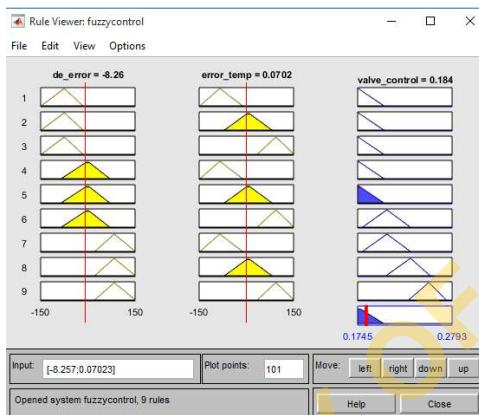 Rule Viewer: fuzzycontrol
File Edit View Options
de_error = -8.26 error_temp = 0.0702 valve_control = 0.184
1
2
3
4
5
6
7
8
9
-150 150 -150 150
0.1745 0.2793
Input: [-8.257;0.07023] Plot points: 101 Move: left right down up
Opened system fuzzycontrol, 9 rules Help Close